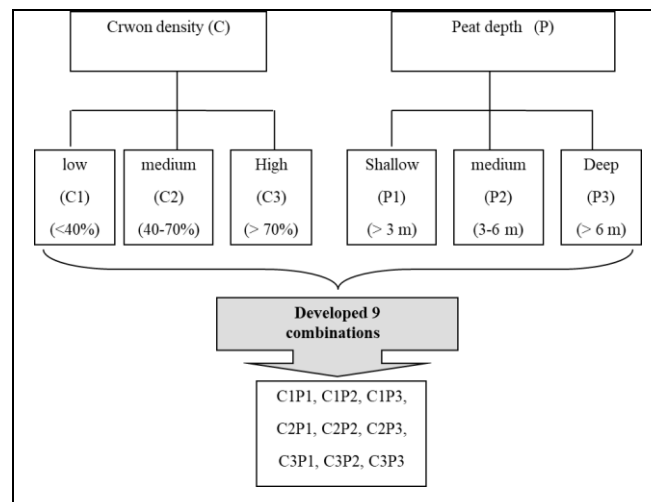 Crwon density (C)
Peat depth (P)
low
(C1)
(<40%)
medium
(C2)
(40-70%)
High
(C3)
(> 70%)
Shallow
(P1)
(> 3 m)
medium
(P2)
(3-6 m)
Deep
(P3)
(> 6 m)
Developed 9
combinations
C1P1, C1P2, C1P3,
C2P1, C2P2, C2P3,
C3P1, C3P2, C3P3